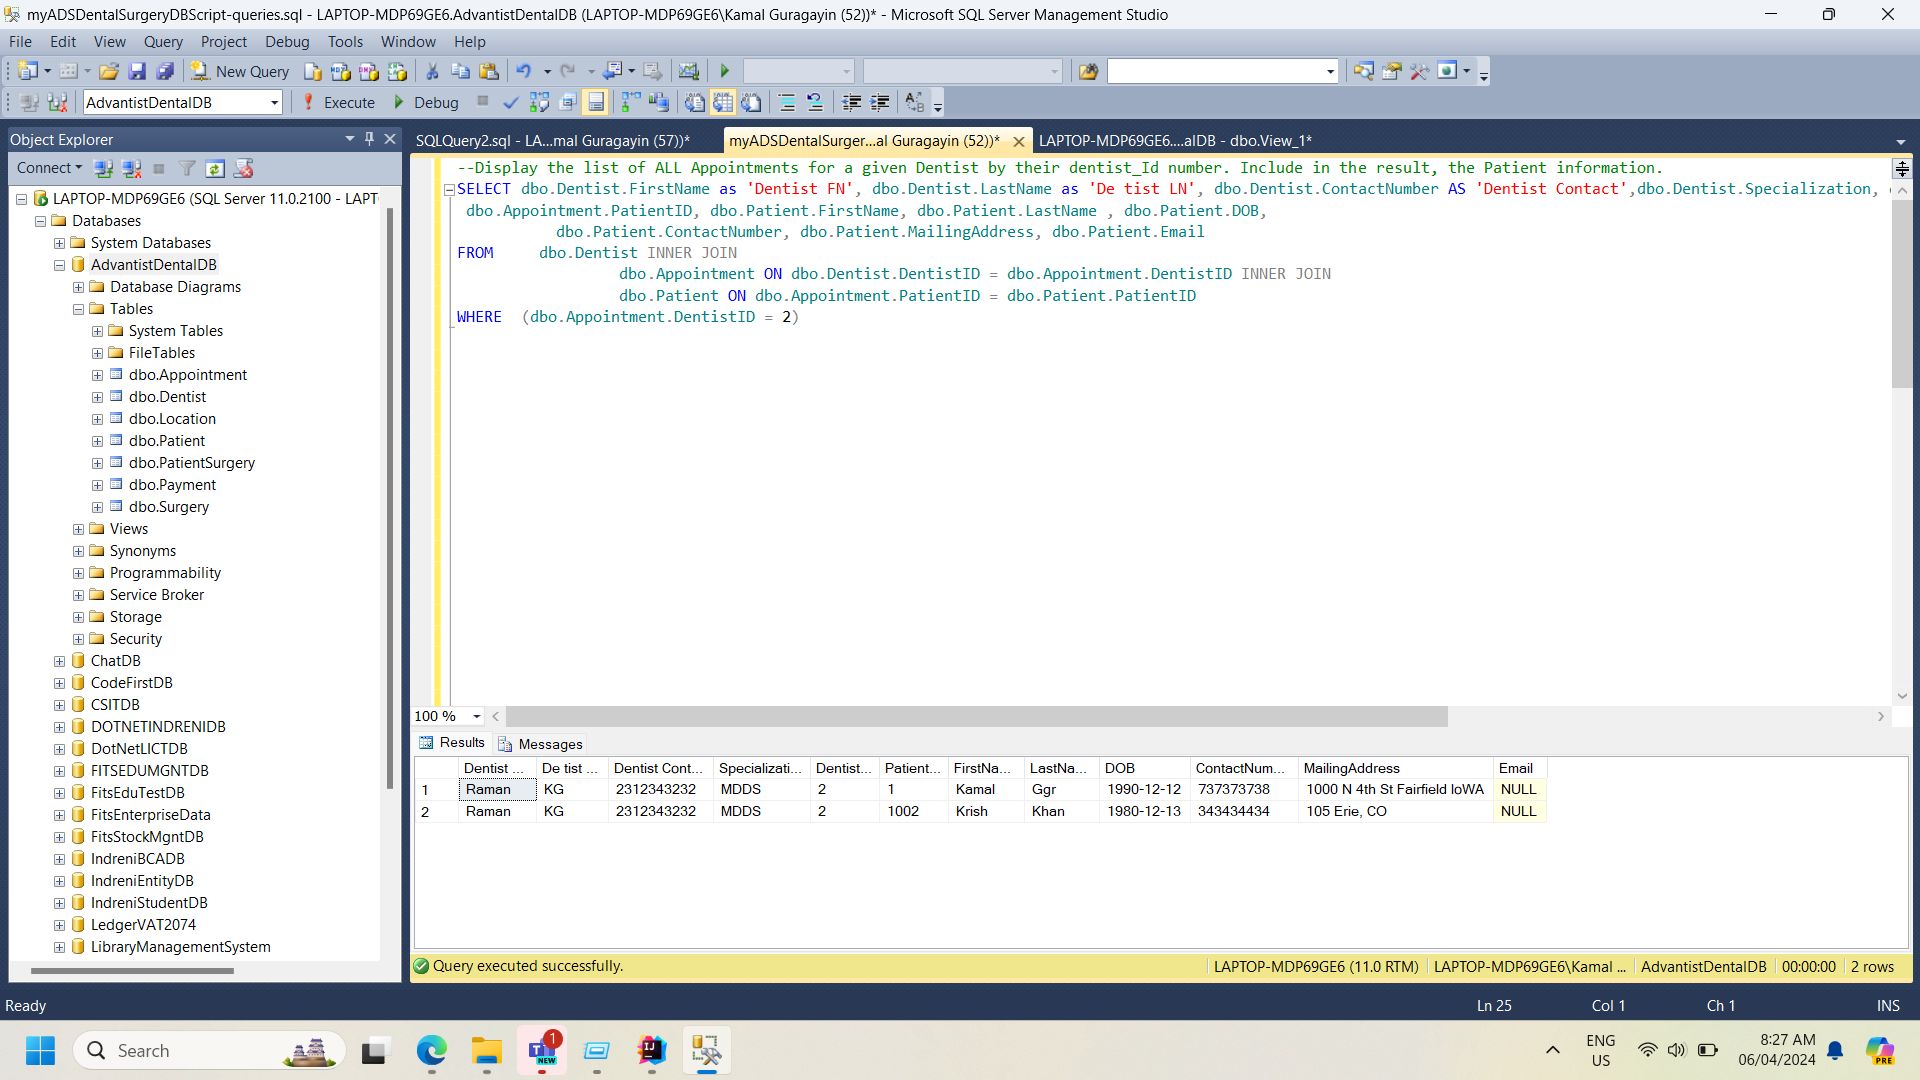 myADSDentalSurgeryDBScript-queries.sql - LAPTOP-MDP69GE6.AdvantistDentalDB (LAPTOP-MDP69GE6\Kamal Guragayin (52))* - Microsoft SQL Server Management Studio
File Edit View Query Project Debug Tools Window Help
New Query
AdvantistDentalDB Execute Debug
Object Explorer
SQLQuery2.sql - LA...mal Guragayin (57))* myADSDentalSurger...al Guragayin (52))* LAPTOP-MDP69GE6....alDB - dbo.View_1*
Connect
LAPTOP-MDP69GE6 (SQL Server 11.0.2100 - LAPT
Databases
System Databases
AdvantistDentalDB
Database Diagrams
Tables
System Tables
FileTables
dbo.Appointment
dbo.Dentist
dbo.Location
dbo.Patient
dbo.PatientSurgery
dbo.Payment
dbo.Surgery
Views
Synonyms
Programmability
Service Broker
Storage
Security
ChatDB
CodeFirstDB
CSITDB
DOTNETINDRENIDB
DotNetLICTDB
FITSEDUMGNTDB
FitsEduTestDB
FitsEnterpriseData
FitsStockMgntDB
IndreniBCADB
IndreniEntityDB
IndreniStudentDB
LedgerVAT2074
LibraryManagementSystem
--Display the list of ALL Appointments for a given Dentist by their dentist_Id number. Include in the result, the Patient information.
SELECT dbo.Dentist.FirstName as 'Dentist FN', dbo.Dentist.LastName as 'De tist LN', dbo.Dentist.ContactNumber AS 'Dentist Contact',dbo.Dentist.Specialization,
dbo.Appointment.PatientID, dbo.Patient.FirstName, dbo.Patient.LastName , dbo.Patient.DOB,
dbo.Patient.ContactNumber, dbo.Patient.MailingAddress, dbo.Patient.Email
FROM dbo.Dentist INNER JOIN
dbo.Appointment ON dbo.Dentist.DentistID = dbo.Appointment.DentistID INNER JOIN
dbo.Patient ON dbo.Appointment.PatientID = dbo.Patient.PatientID
WHERE (dbo.Appointment.DentistID = 2)
100 %
Results Messages
Dentist ... De tist ... Dentist Cont... Specializati... Dentist... Patient... FirstNa... LastNa... DOB ContactNum... MailingAddress Email
1 Raman KG 2312343232 MDDS 2 1 Kamal Ggr 1990-12-12 737373738 1000 N 4th St Fairfield IoWA NULL
2 Raman KG 2312343232 MDDS 2 1002 Krish Khan 1980-12-13 343434434 105 Erie, CO NULL
Query executed successfully. LAPTOP-MDP69GE6 (11.0 RTM) LAPTOP-MDP69GE6\Kamal ... AdvantistDentalDB 00:00:00 2 rows
Ready Ln 25 Col 1 Ch 1 INS
Search 1 NEW ENG US 8:27 AM 06/04/2024 PRE